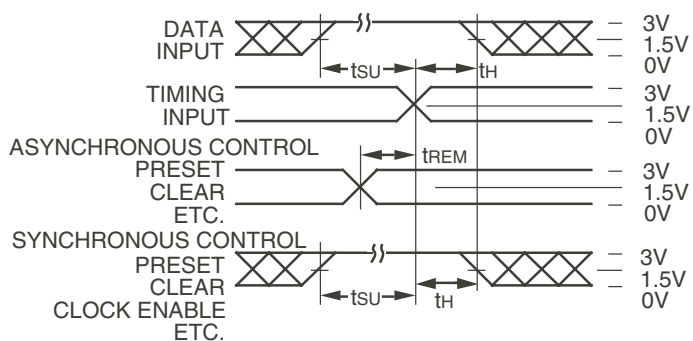 DATA
INPUT
3V
1.5V
0V
tSU
tH
TIMING
INPUT
3V
1.5V
0V
ASYNCHRONOUS CONTROL
PRESET
CLEAR
ETC.
tREM
3V
1.5V
0V
SYNCHRONOUS CONTROL
PRESET
CLEAR
CLOCK ENABLE
ETC.
tSU
tH
3V
1.5V
0V